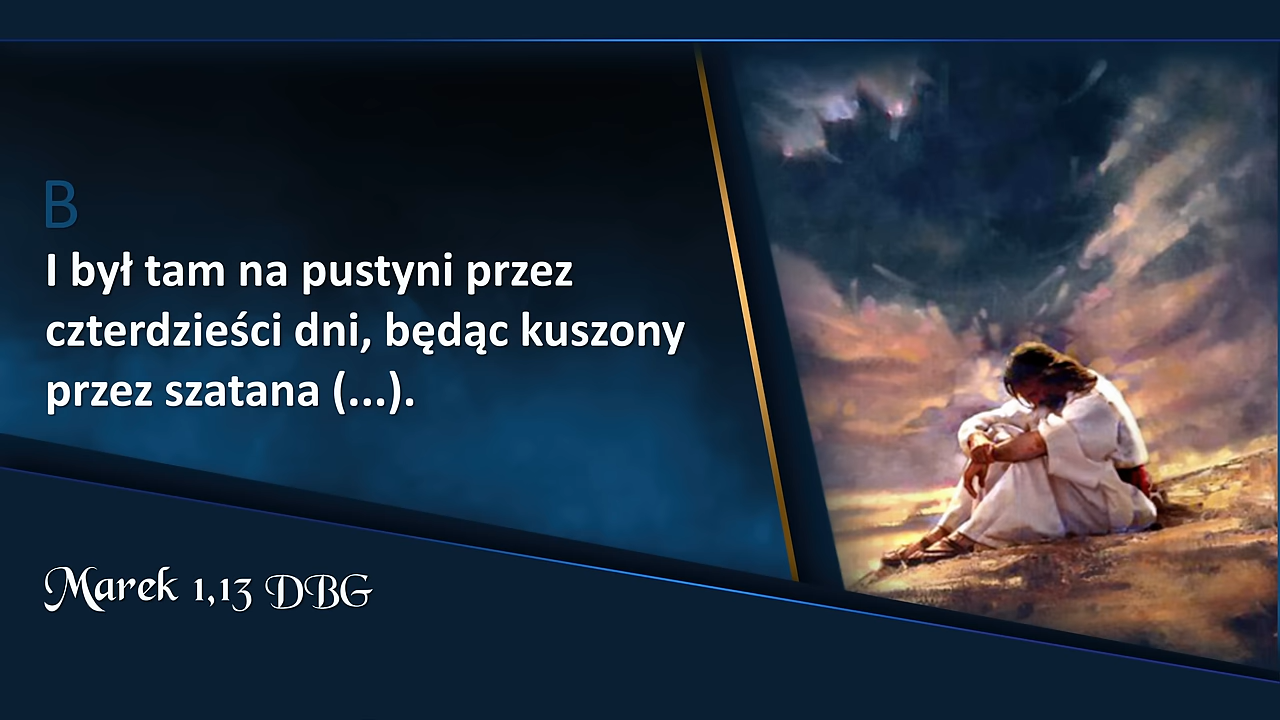 B
I był tam na pustyni przez
czterdzieści dni, będąc kuszony
przez szatana (...).
Marek 1,13 DBG